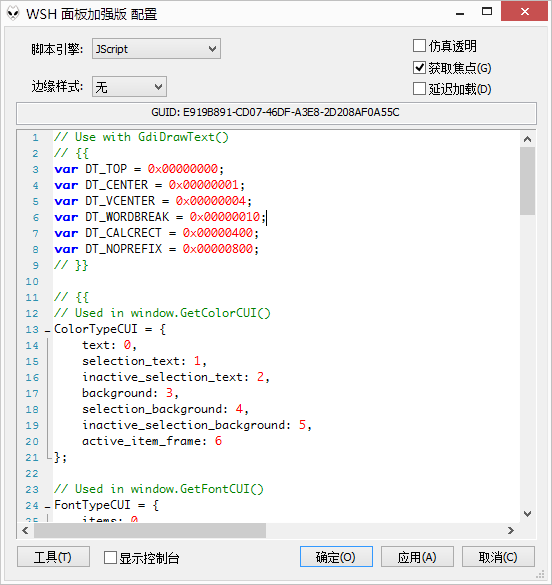 WSH 面板加强版 配置
脚本引擎: JScript
仿真透明
获取焦点(G)
边缘样式: 无
延迟加载(D)
GUID: E919B891-CD07-46DF-A3E8-2D208AF0A55C
1 // Use with GdiDrawText()
2 // {{
3 var DT_TOP = 0x00000000;
4 var DT_CENTER = 0x00000001;
5 var DT_VCENTER = 0x00000004;
6 var DT_WORDBREAK = 0x00000010;
7 var DT_CALCRECT = 0x00000400;
8 var DT_NOPREFIX = 0x00000800;
9 // }}
10
11 // {{
12 // Used in window.GetColorCUI()
13 ColorTypeCUI = {
14 text: 0,
15 selection_text: 1,
16 inactive_selection_text: 2,
17 background: 3,
18 selection_background: 4,
19 inactive_selection_background: 5,
20 active_item_frame: 6
21 };
22
23 // Used in window.GetFontCUI()
24 FontTypeCUI = {
25 items: 0
工具(T) 显示控制台 确定(O) 应用(A) 取消(C)